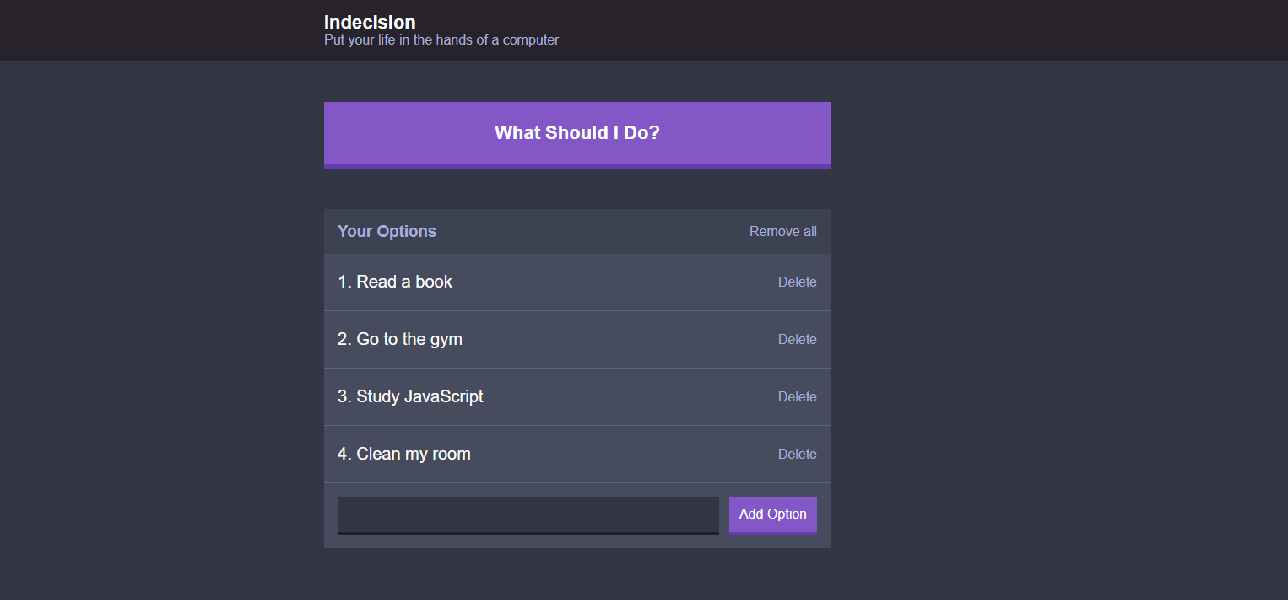 Indecision
Put your life in the hands of a computer
What Should I Do?
Your Options Remove all
1. Read a book Delete
2. Go to the gym Delete
3. Study JavaScript Delete
4. Clean my room Delete
Add Option